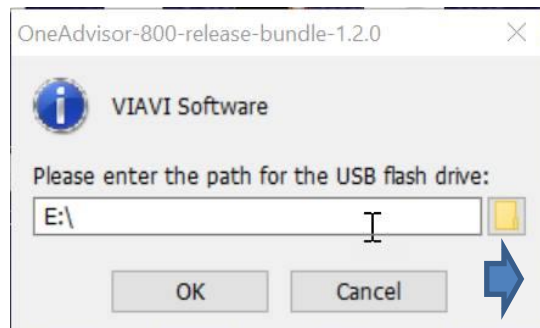 OneAdvisor-800-release-bundle-1.2.0
VIAVI Software
Please enter the path for the USB flash drive:
E:\
OK Cancel